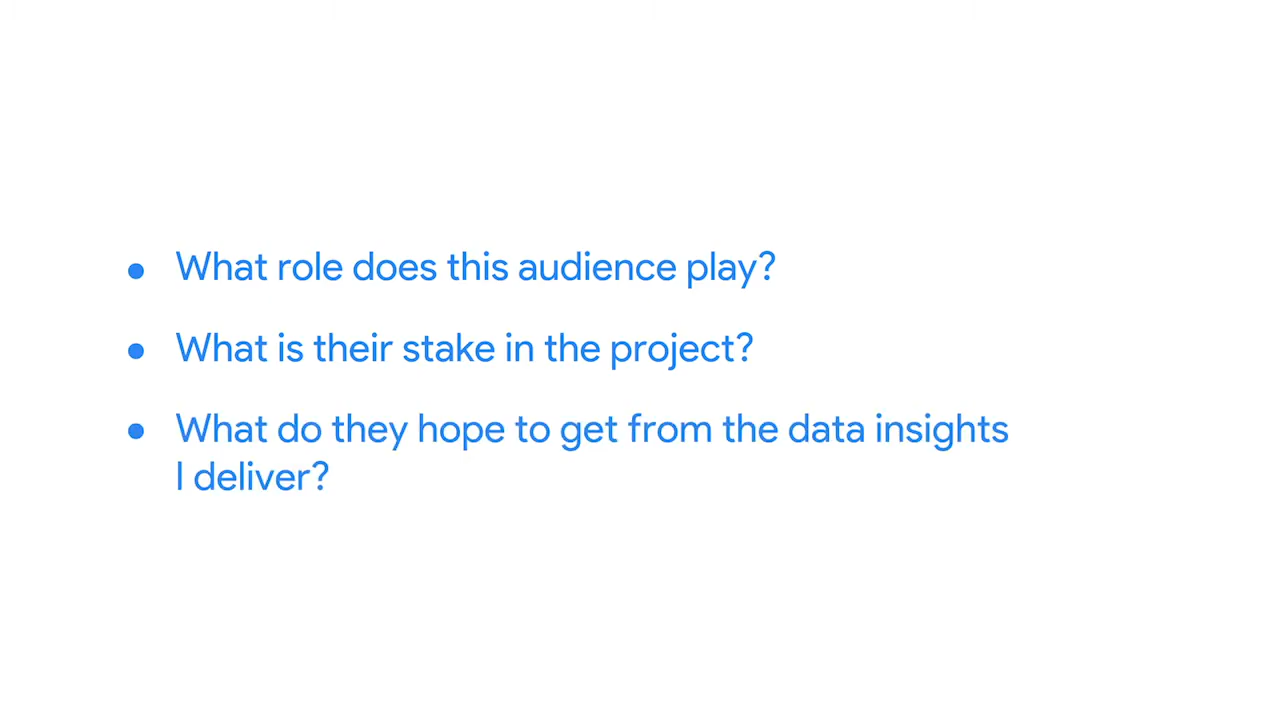 • What role does this audience play?
• What is their stake in the project?
• What do they hope to get from the data insights
I deliver?